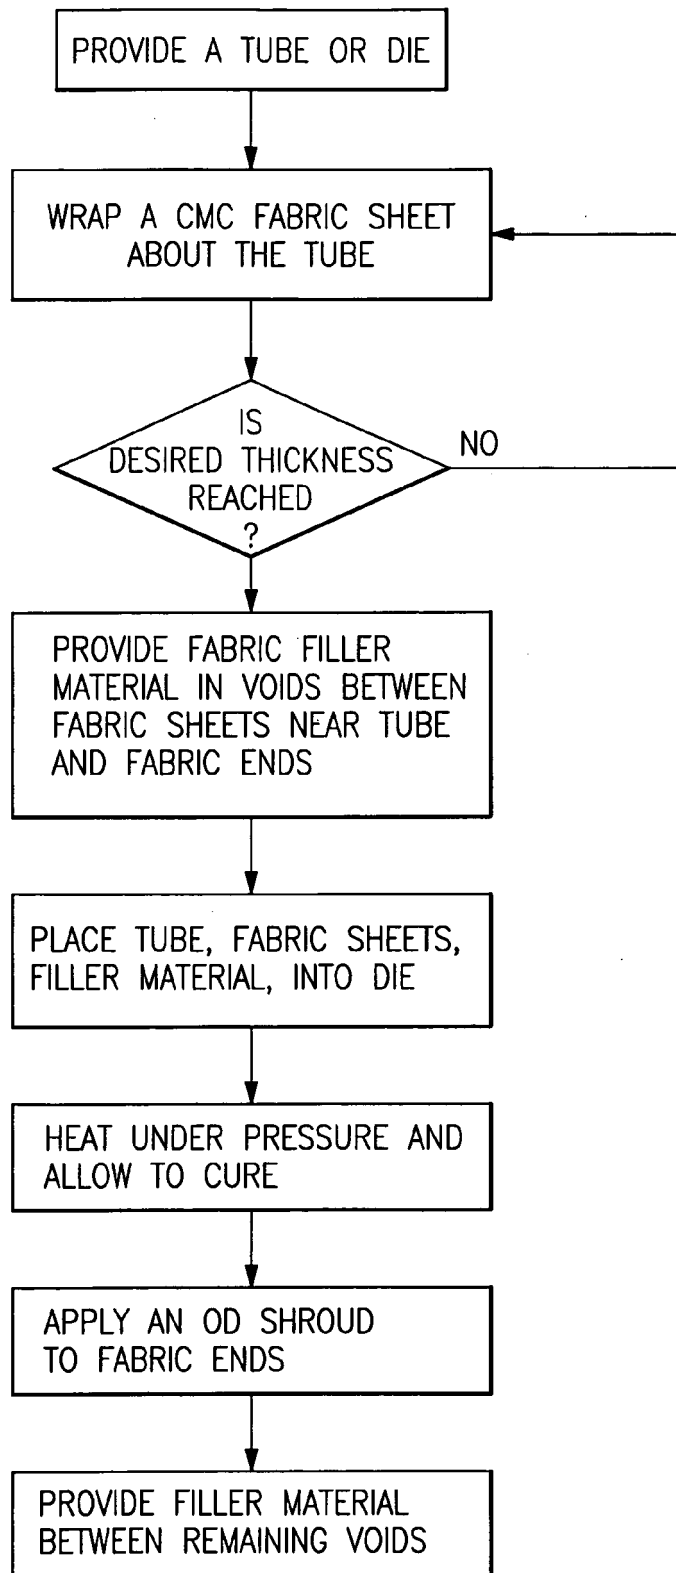 PROVIDE A TUBE OR DIE
WRAP A CMC FABRIC SHEET
ABOUT THE TUBE
IS
DESIRED THICKNESS
REACHED
?
NO
PROVIDE FABRIC FILLER
MATERIAL IN VOIDS BETWEEN
FABRIC SHEETS NEAR TUBE
AND FABRIC ENDS
PLACE TUBE, FABRIC SHEETS,
FILLER MATERIAL, INTO DIE
HEAT UNDER PRESSURE AND
ALLOW TO CURE
APPLY AN OD SHROUD
TO FABRIC ENDS
PROVIDE FILLER MATERIAL
BETWEEN REMAINING VOIDS